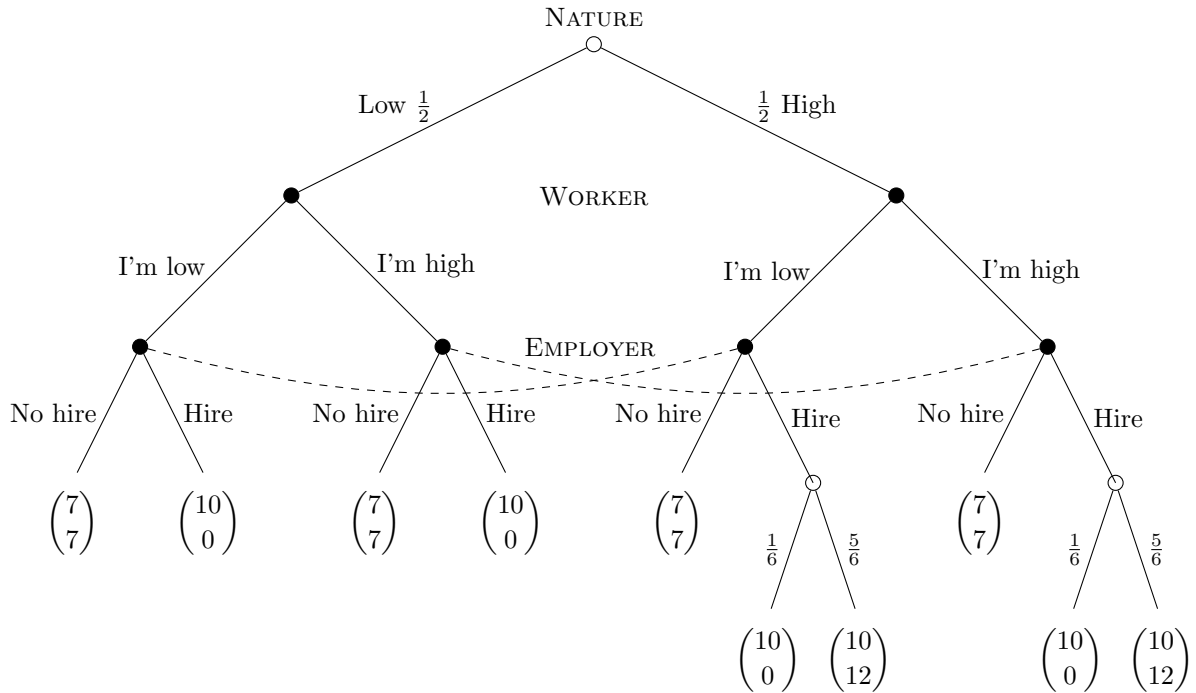 NATURE
Low 1/2
1/2 High
WORKER
I'm low
I'm high
I'm low
I'm high
EMPLOYER
No hire
Hire
No hire
Hire
No hire
Hire
No hire
Hire
(7 7)
(10 0)
(7 7)
(10 0)
(7 7)
(7 7)
1/6
5/6
1/6
5/6
(10 0)
(10 12)
(10 0)
(10 12)